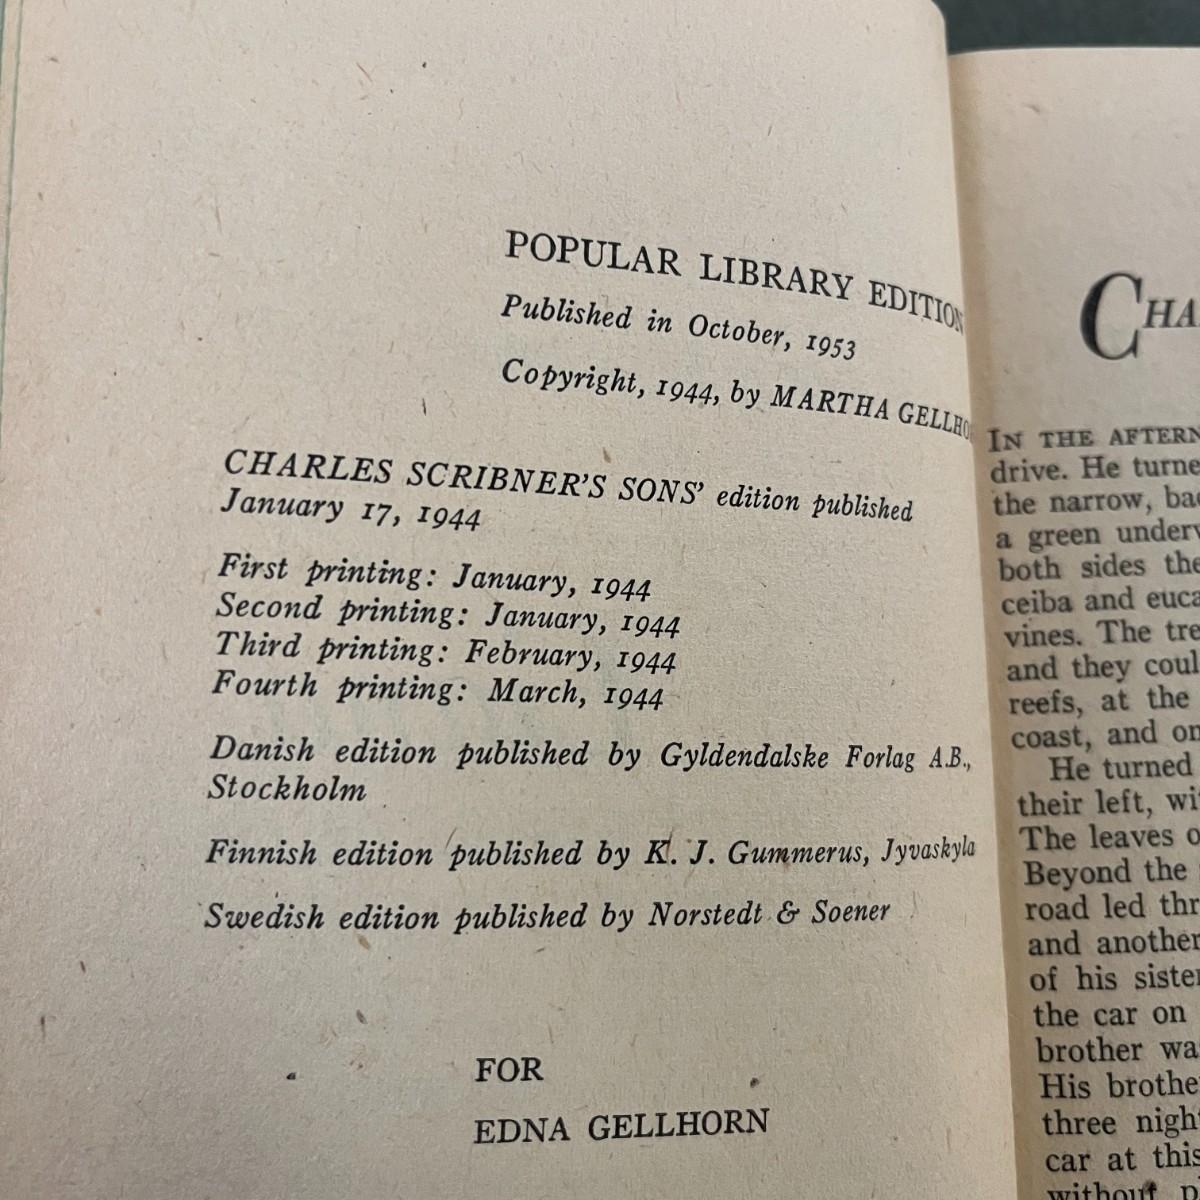 POPULAR LIBRARY EDITION
Published in October, 1953
Copyright, 1944, by MARTHA GELLHO
CHARLES SCRIBNER'S SONS' edition published
January 17, 1944
First printing: January, 1944
Second printing: January, 1944
Third printing: February, 1944
Fourth printing: March, 1944
Danish edition published by Gyldendalske Forlag A.B.,
Stockholm
Finnish edition published by K. J. Gummerus, Jyvaskyla
Swedish edition published by Norstedt & Soener
FOR
EDNA GELLHORN
CHA
IN THE AFTERN
drive. He turne
the narrow, bac
a green underw
both sides the
ceiba and euca
vines. The tre
and they coul
reefs, at the
coast, and on
He turned
their left, wi
The leaves o
Beyond the
road led thr
and another
of his sister
the car on
brother wa
His brothe
three night
car at this
without p